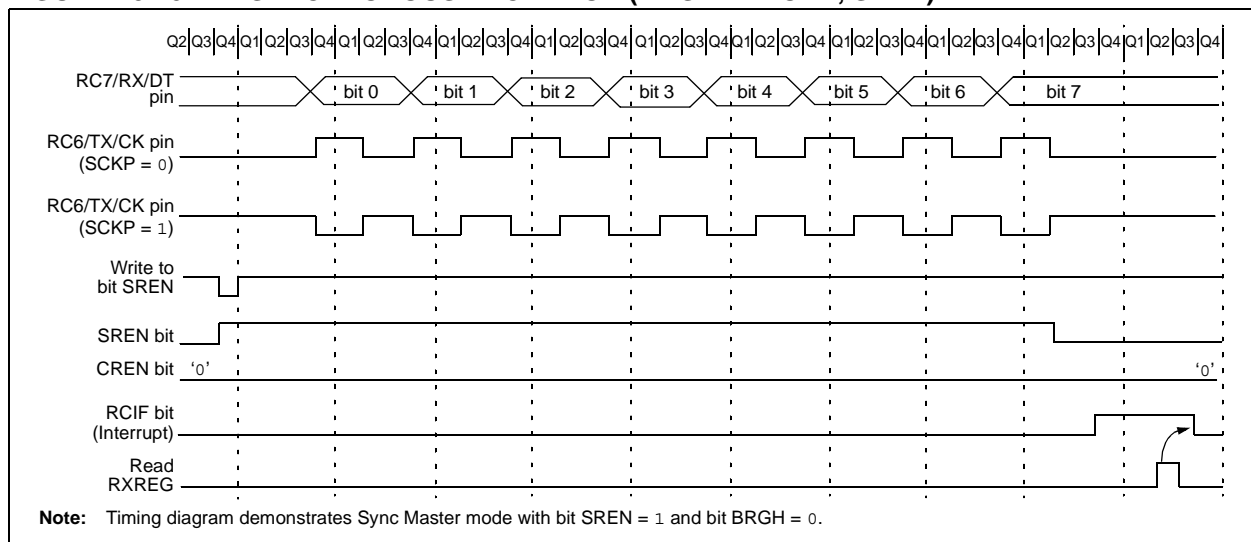 Q2 Q3 Q4 Q1 Q2 Q3 Q4 Q1 Q2 Q3 Q4 Q1 Q2 Q3 Q4 Q1 Q2 Q3 Q4 Q1 Q2 Q3 Q4 Q1 Q2 Q3 Q4 Q1 Q2 Q3 Q4 Q1 Q2 Q3 Q4 Q1 Q2 Q3 Q4 Q1 Q2 Q3 Q4
RC7/RX/DT
pin
bit 0 bit 1 bit 2 bit 3 bit 4 bit 5 bit 6 bit 7
RC6/TX/CK pin
(SCKP = 0)
RC6/TX/CK pin
(SCKP = 1)
Write to
bit SREN
SREN bit
CREN bit '0' '0'
RCIF bit
(Interrupt)
Read
RXREG
Note: Timing diagram demonstrates Sync Master mode with bit SREN = 1 and bit BRGH = 0.